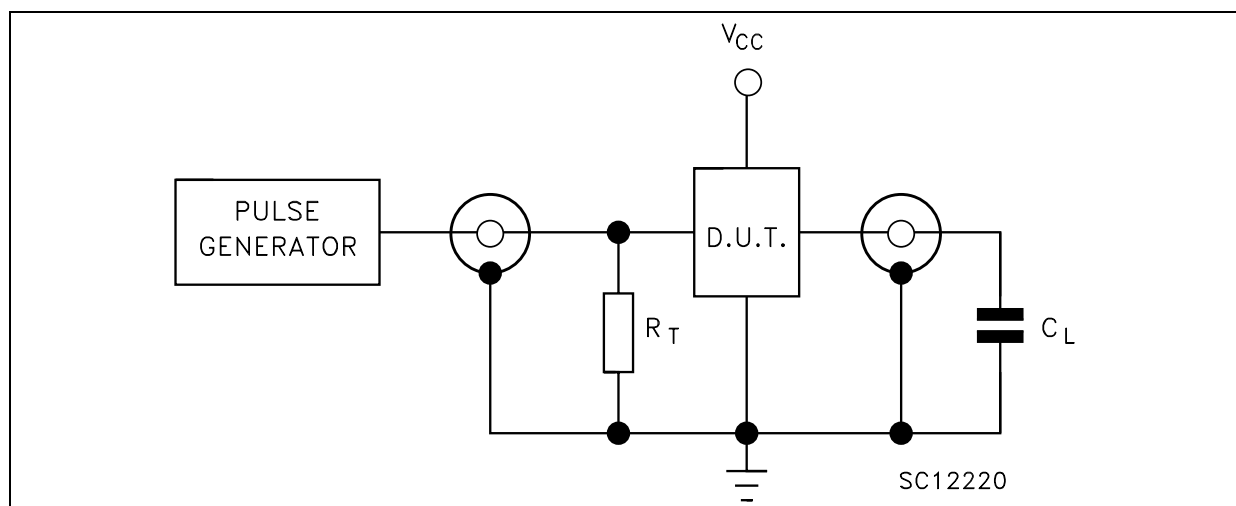 VCC
PULSE
GENERATOR
D.U.T.
RT
CL
SC12220